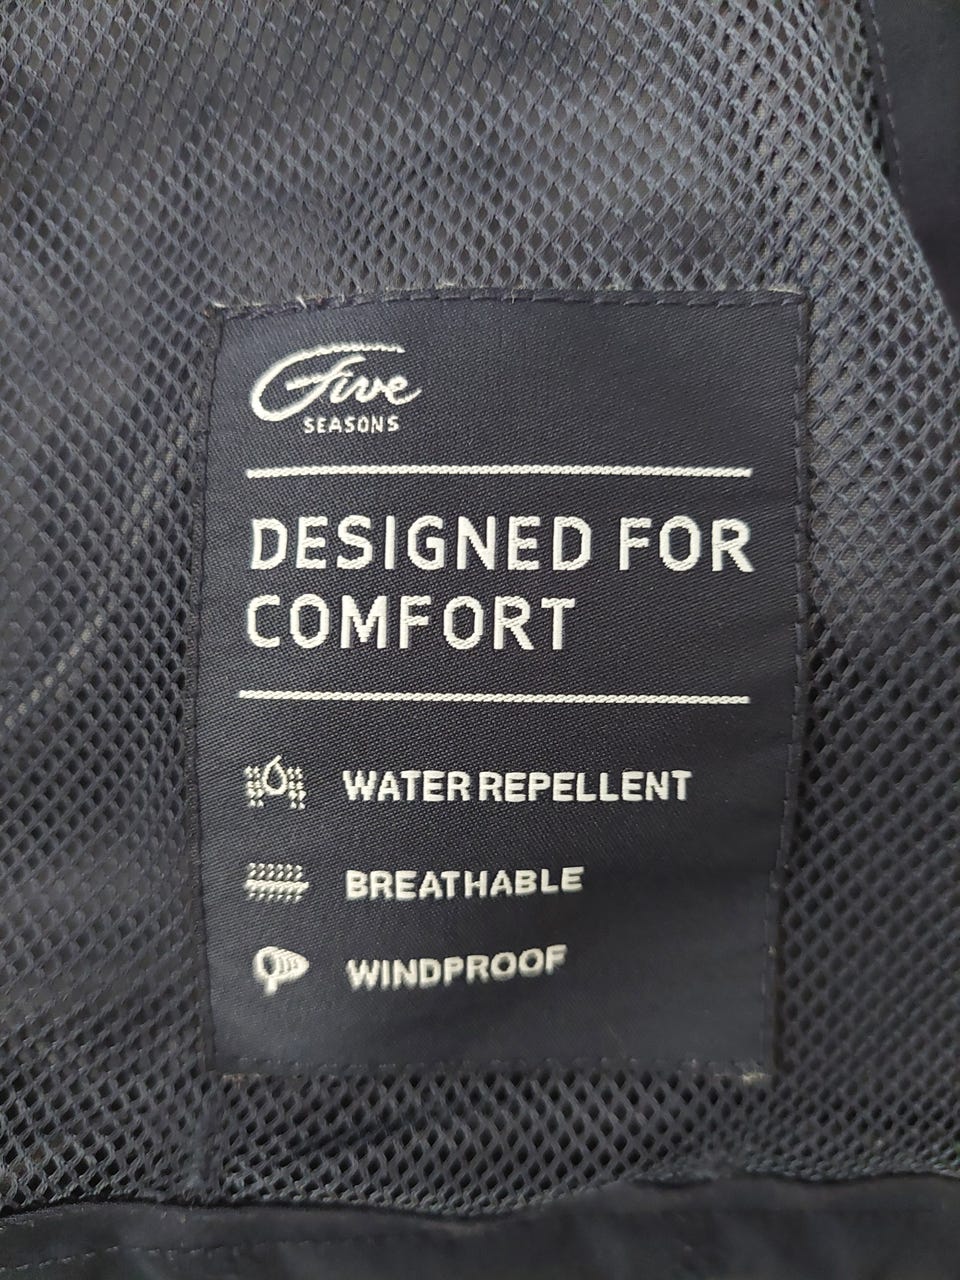 Five
SEASONS
DESIGNED FOR
COMFORT
WATER REPELLENT
BREATHABLE
WINDPROOF